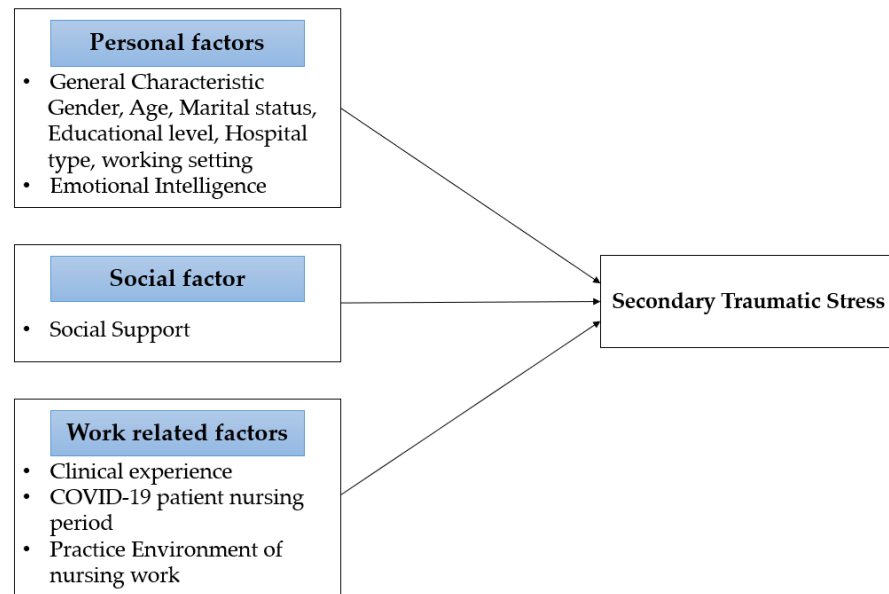 Personal factors
• General Characteristic
Gender, Age, Marital status,
Educational level, Hospital
type, working setting
• Emotional Intelligence
Social factor
• Social Support
Work related factors
• Clinical experience
• COVID-19 patient nursing
period
• Practice Environment of
nursing work
Secondary Traumatic Stress